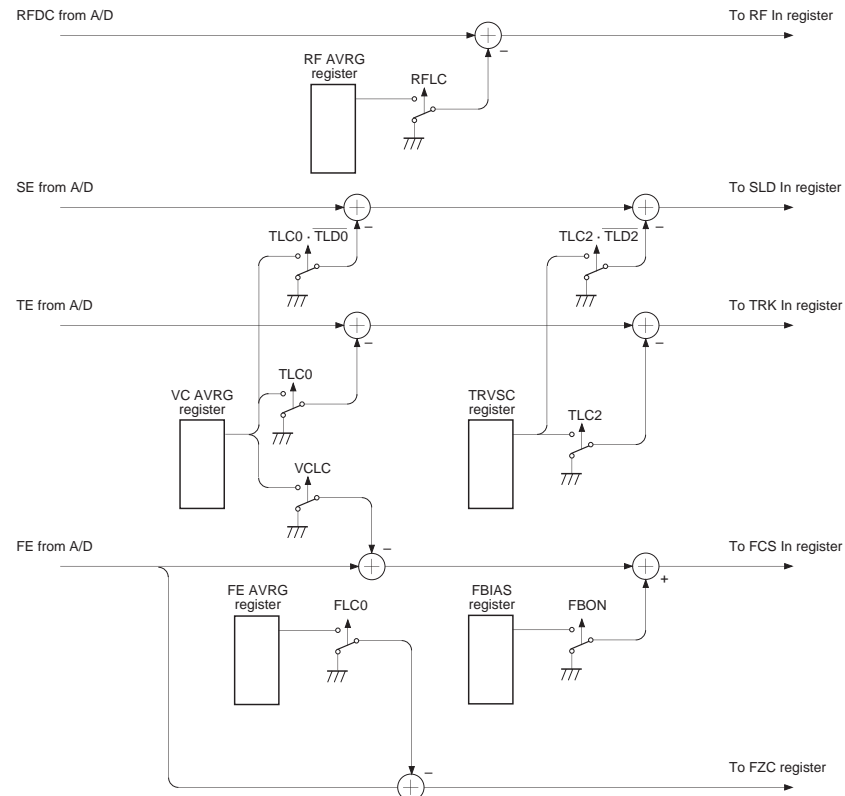 RFDC from A/D
To RF In register
RF AVRG
register
RFLC
–
SE from A/D
To SLD In register
TLC0 · T̅L̅D̅0̅
–
TLC2 · T̅L̅D̅2̅
–
TE from A/D
To TRK In register
–
–
VC AVRG
register
TLC0
TRVSC
register
TLC2
VCLC
FE from A/D
–
To FCS In register
+
FE AVRG
register
FLC0
FBIAS
register
FBON
–
To FZC register